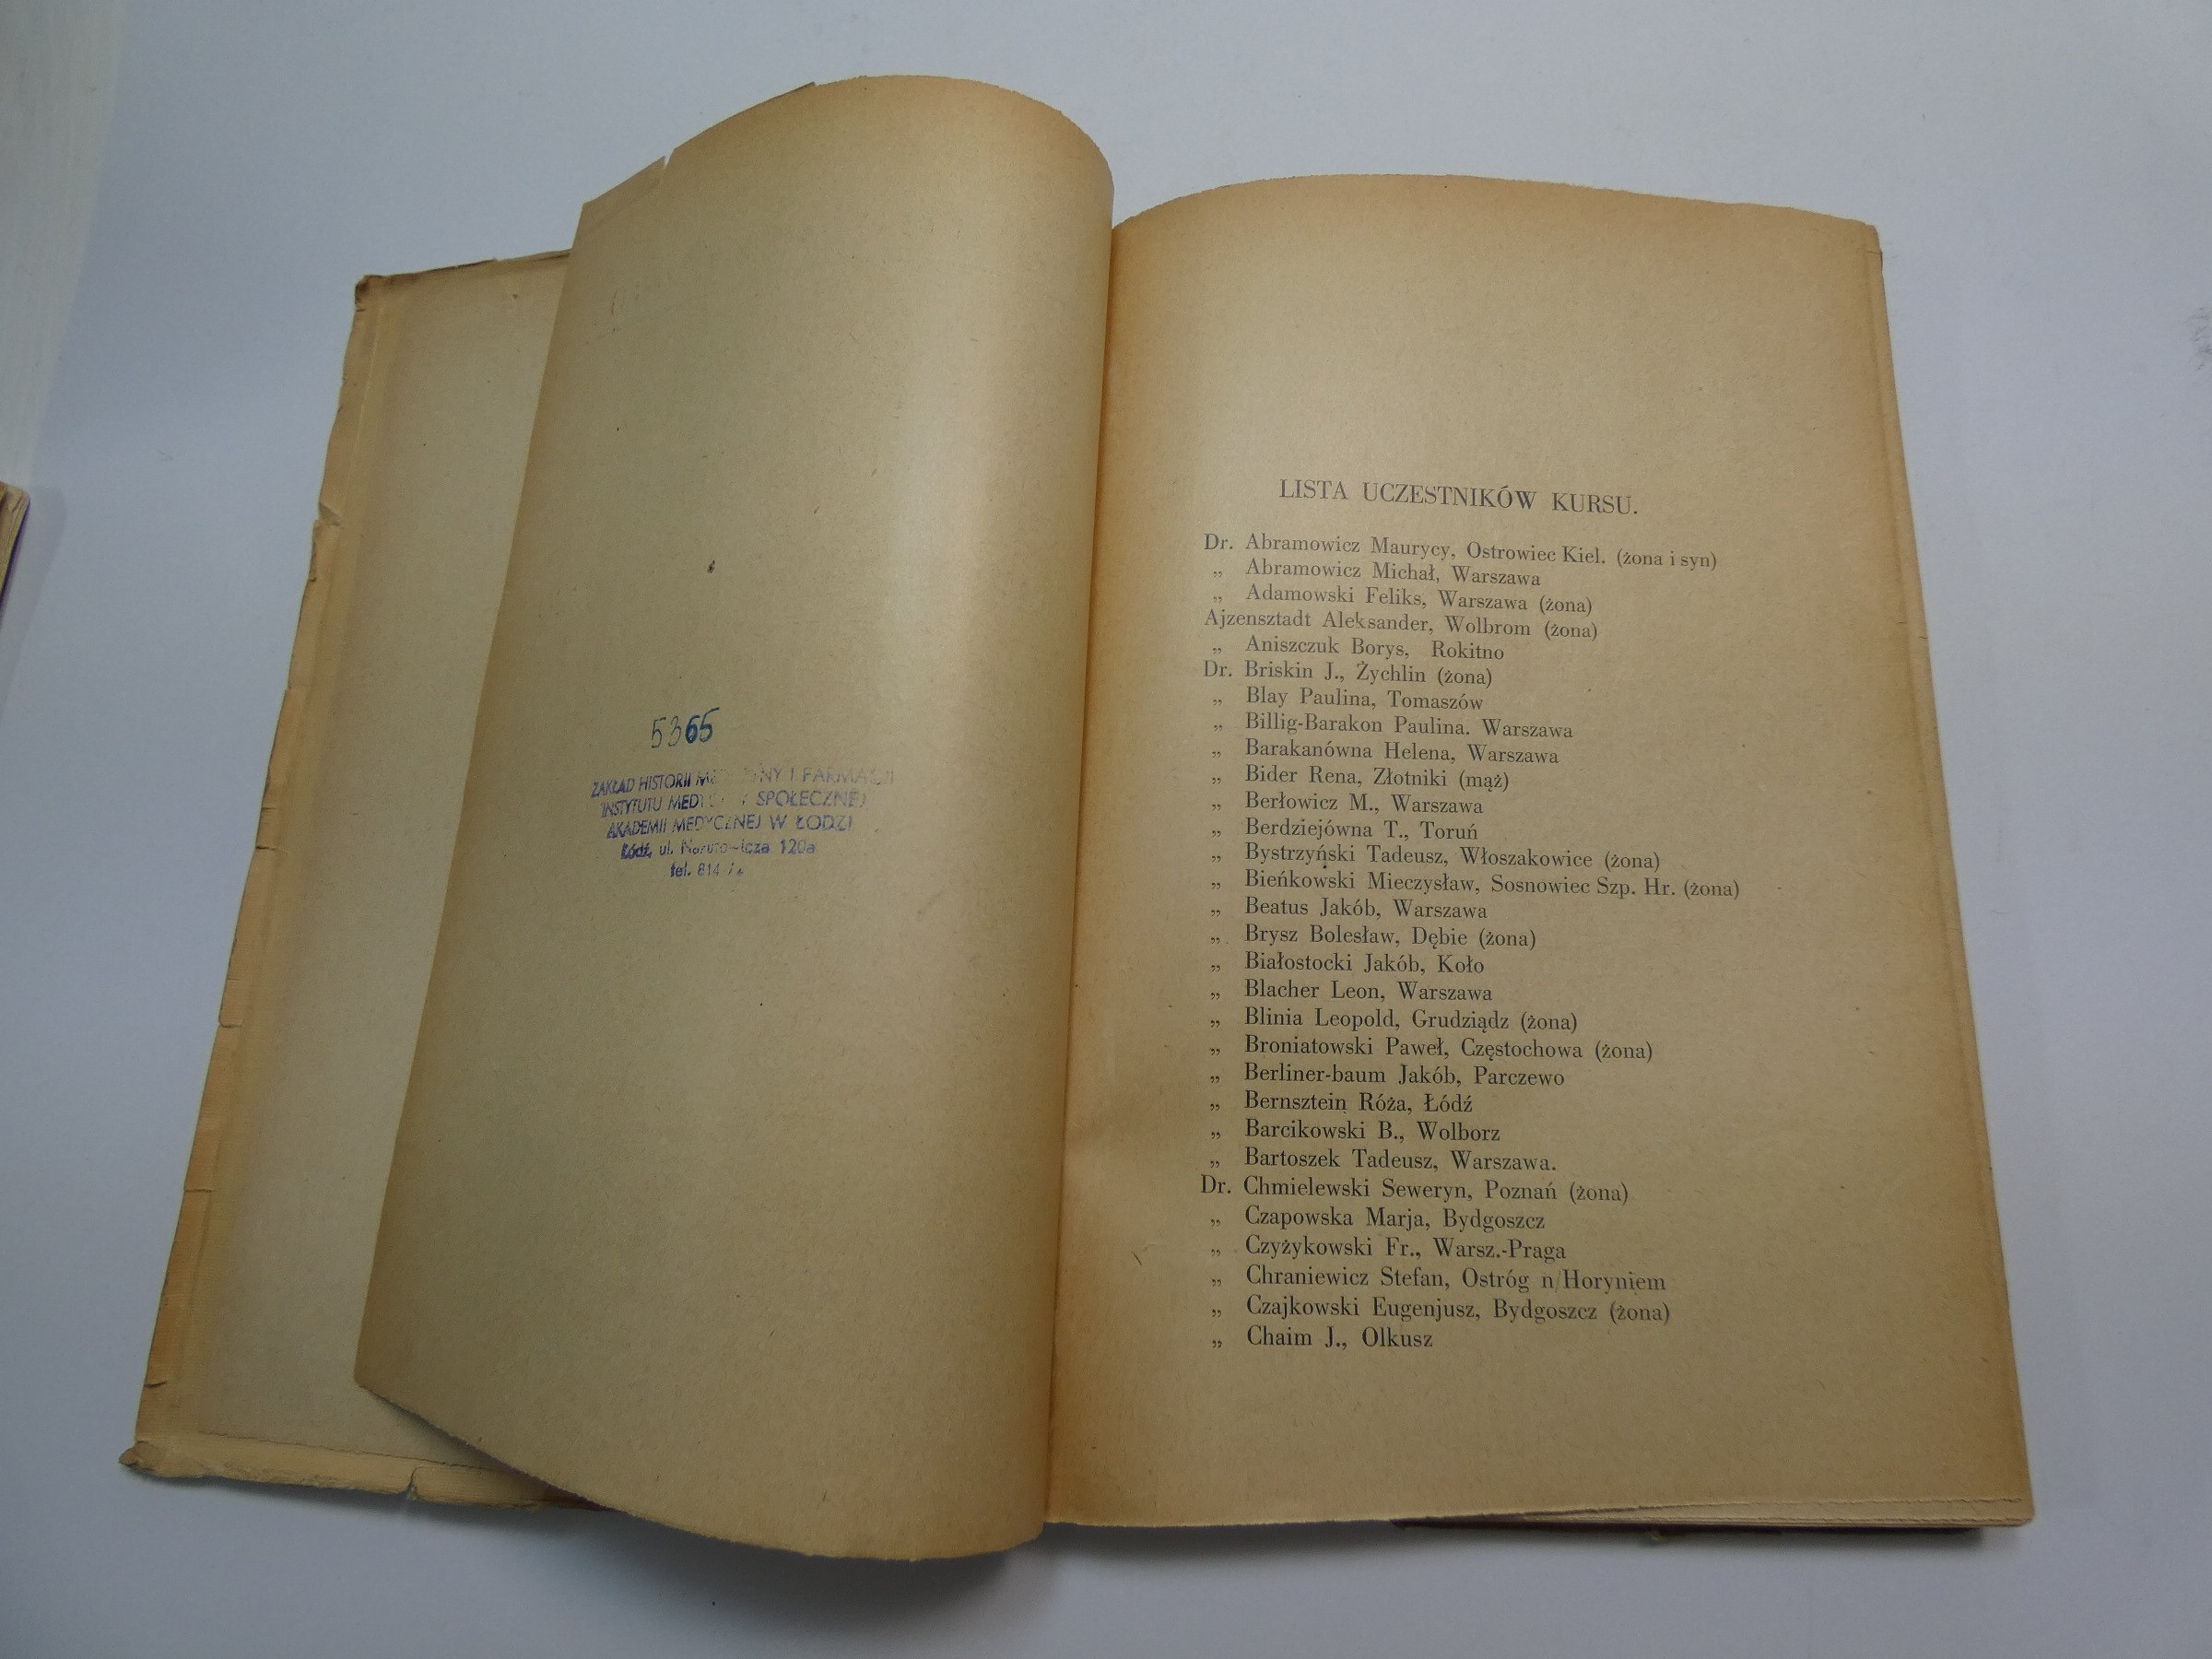 5365
ZAKŁAD HISTORII I FARMACJI
INSTYTUTU SPOŁECZNEJ
AKADEMII MEDYCZNEJ W ŁODZI
Łódź, ul. 120a
tel. 814
LISTA UCZESTNIKÓW KURSU.
Dr. Abramowicz Maurycy, Ostrowiec Kiel. (żona i syn)
„ Abramowicz Michał, Warszawa
„ Adamowski Feliks, Warszawa (żona)
Ajzensztadt Aleksander, Wolbrom (żona)
„ Aniszczuk Borys, Rokitno
Dr. Briskin J., Żychlin (żona)
„ Blay Paulina, Tomaszów
„ Billig-Barakon Paulina. Warszawa
„ Barakanówna Helena, Warszawa
„ Bider Rena, Złotniki (mąż)
„ Berłowicz M., Warszawa
„ Berdziejówna T., Toruń
„ Bystrzyński Tadeusz, Włoszakowice (żona)
„ Bieńkowski Mieczysław, Sosnowiec Szp. Hr. (żona)
„ Beatus Jakób, Warszawa
„ Brysz Bolesław, Dębie (żona)
„ Białostocki Jakób, Koło
„ Blacher Leon, Warszawa
„ Blinia Leopold, Grudziądz (żona)
„ Broniatowski Paweł, Częstochowa (żona)
„ Berliner-baum Jakób, Parczewo
„ Bernsztein Róża, Łódź
„ Barcikowski B., Wolborz
„ Bartoszek Tadeusz, Warszawa.
Dr. Chmielewski Seweryn, Poznań (żona)
„ Czapowska Marja, Bydgoszcz
„ Czyżykowski Fr., Warsz.-Praga
„ Chraniewicz Stefan, Ostróg n/Horyniem
„ Czajkowski Eugenjusz, Bydgoszcz (żona)
„ Chaim J., Olkusz